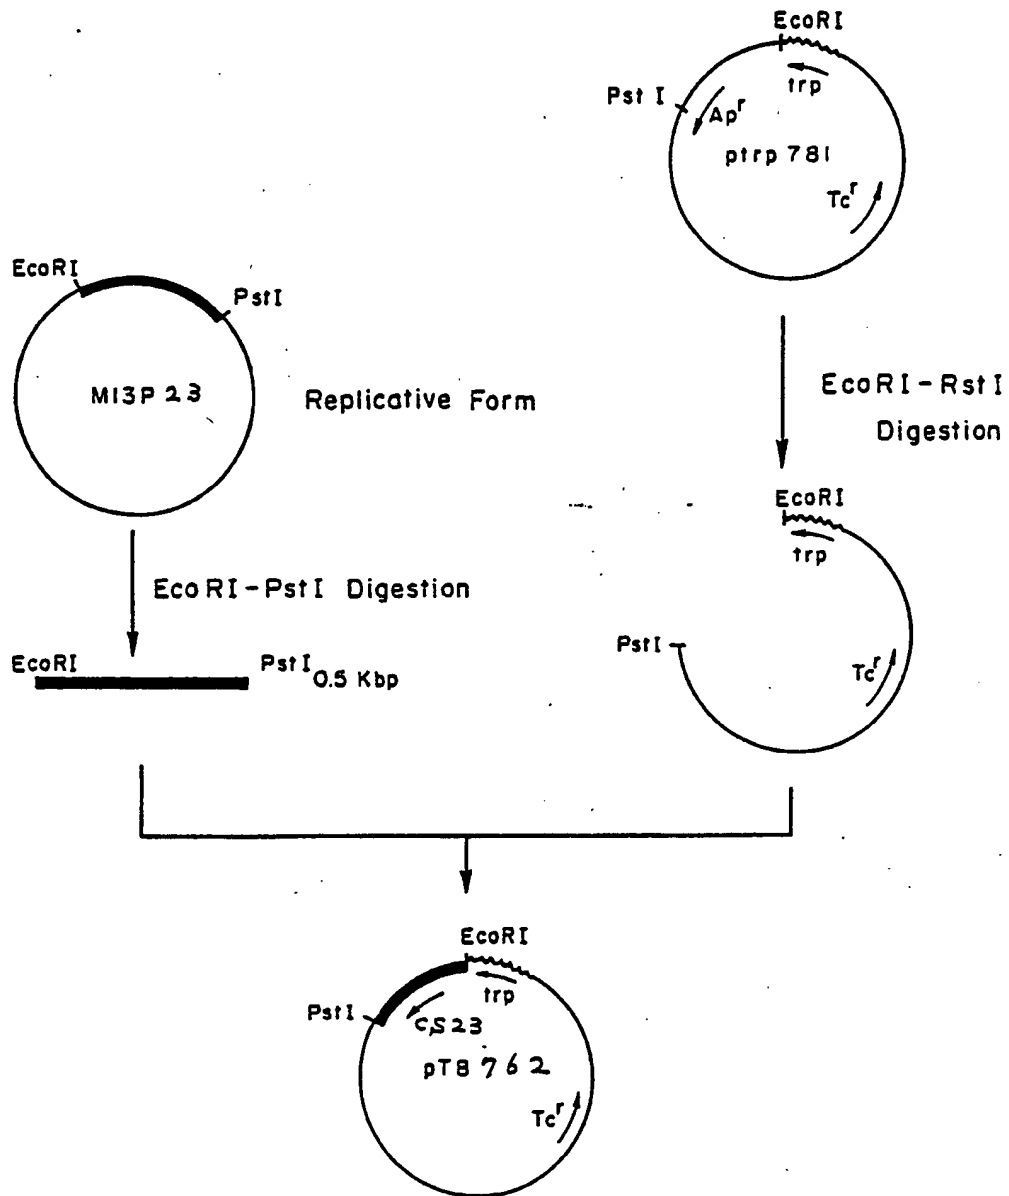 EcoRI
trp
Pst I
Apr
ptrp 781
Tcr
EcoRI
PstI
M13P23
Replicative Form
EcoRI-RstI
Digestion
EcoRI
trp
EcoRI-PstI Digestion
PstI
Tcr
EcoRI
PstI
0.5 Kbp
EcoRI
trp
PstI
CS23
pT8762
Tcr